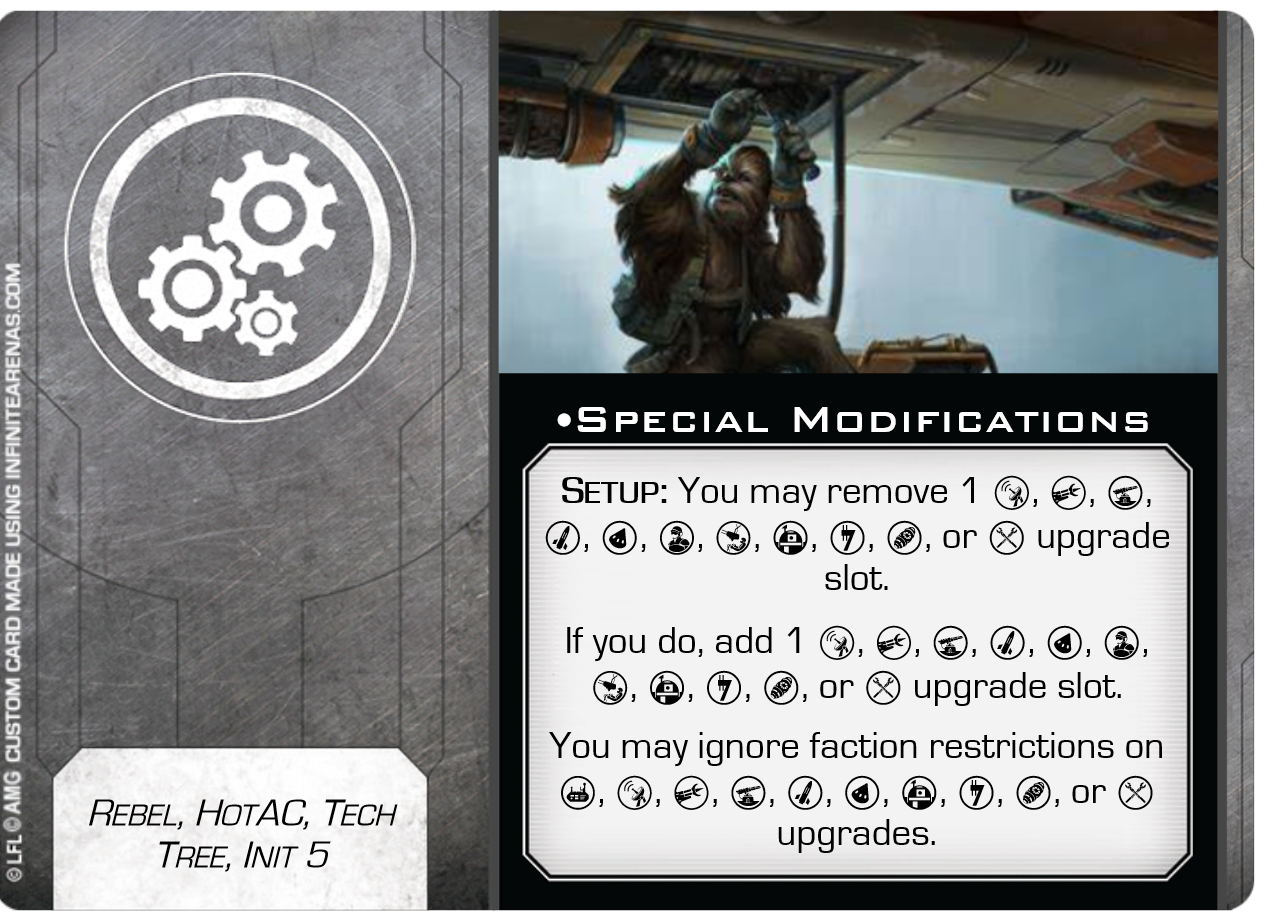 •Special Modifications
Setup: You may remove 1 , , ,
, , , , , , , or upgrade
slot.
If you do, add 1 , , , , , ,
, , , , or upgrade slot.
You may ignore faction restrictions on
, , , , , , , , , or
upgrades.
Rebel, HotAC, Tech
Tree, Init 5
© LFL © AMG CUSTOM CARD MADE USING INFINITEARENAS.COM